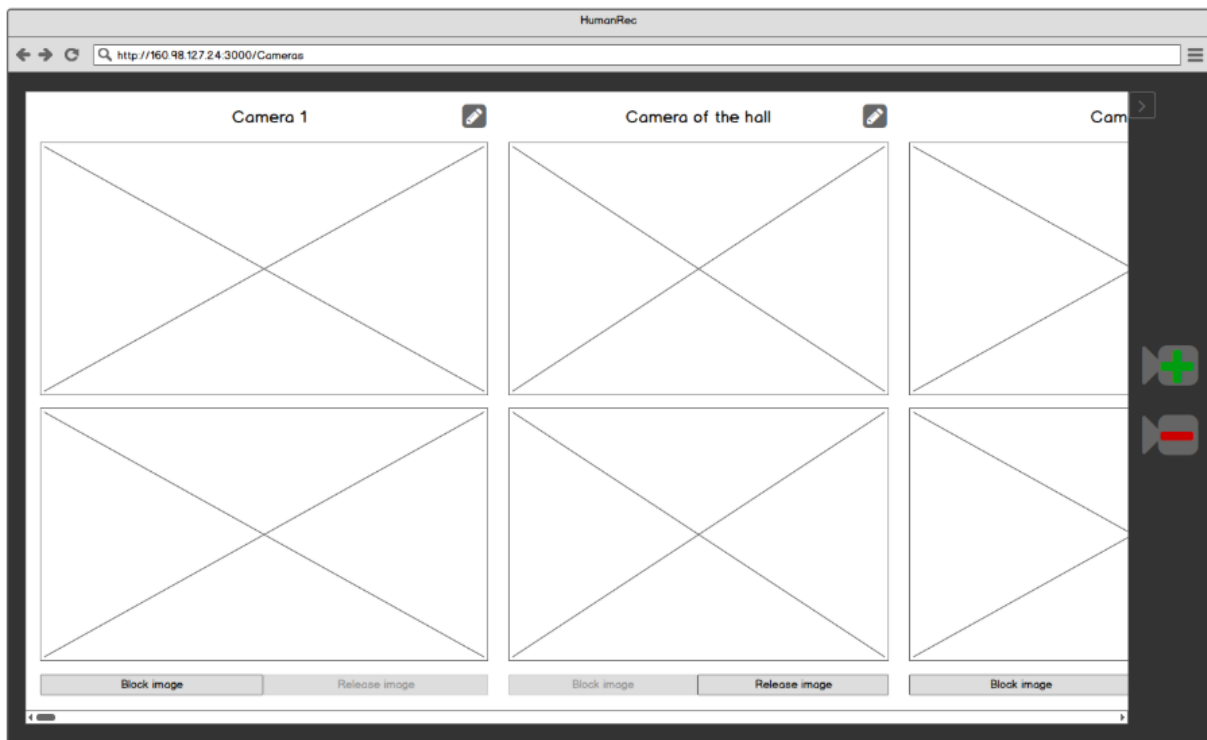 HumanRec
http://160.98.127.24:3000/Cameras
Camera 1
Camera of the hall
Cam
Block image
Release image
Block image
Release image
Block image